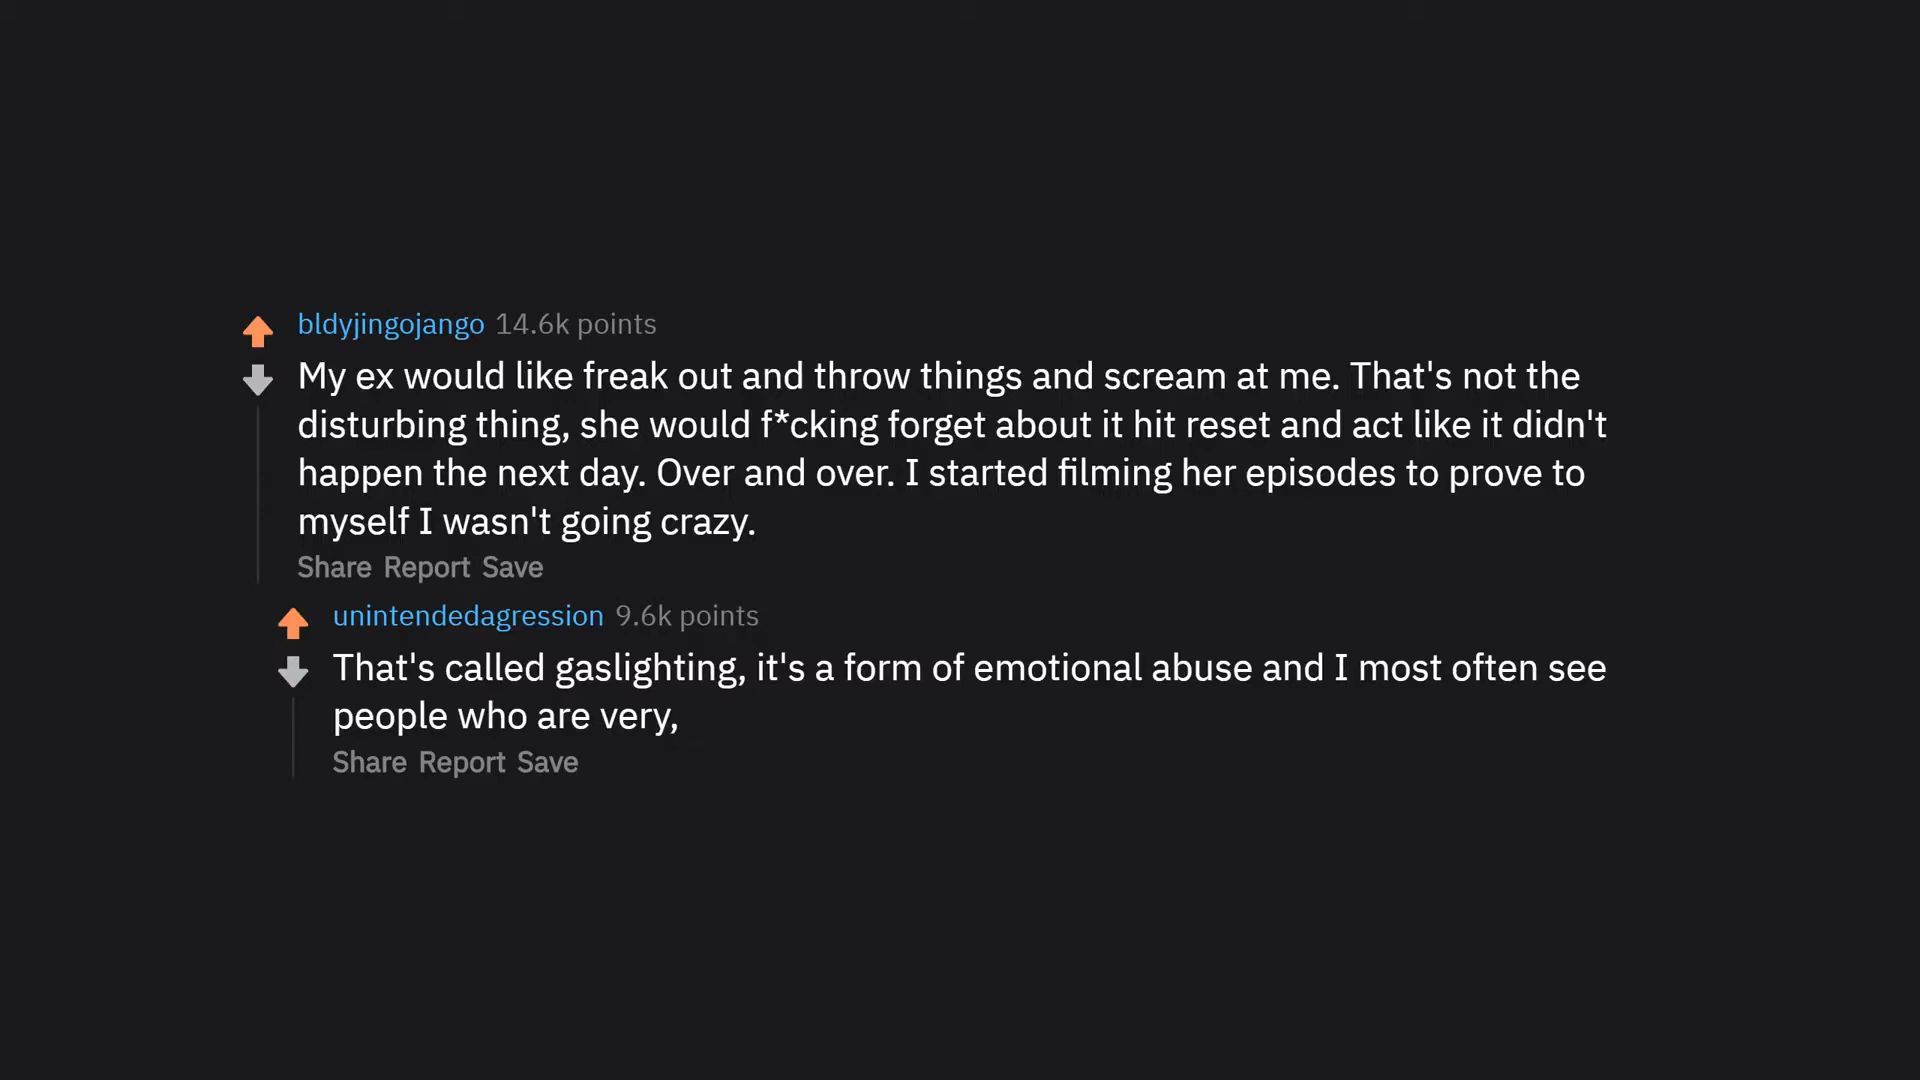 bldyjingojango 14.6k points
My ex would like freak out and throw things and scream at me. That's not the
disturbing thing, she would f*cking forget about it hit reset and act like it didn't
happen the next day. Over and over. I started filming her episodes to prove to
myself I wasn't going crazy.
Share Report Save
unintendedagression 9.6k points
That's called gaslighting, it's a form of emotional abuse and I most often see
people who are very,
Share Report Save